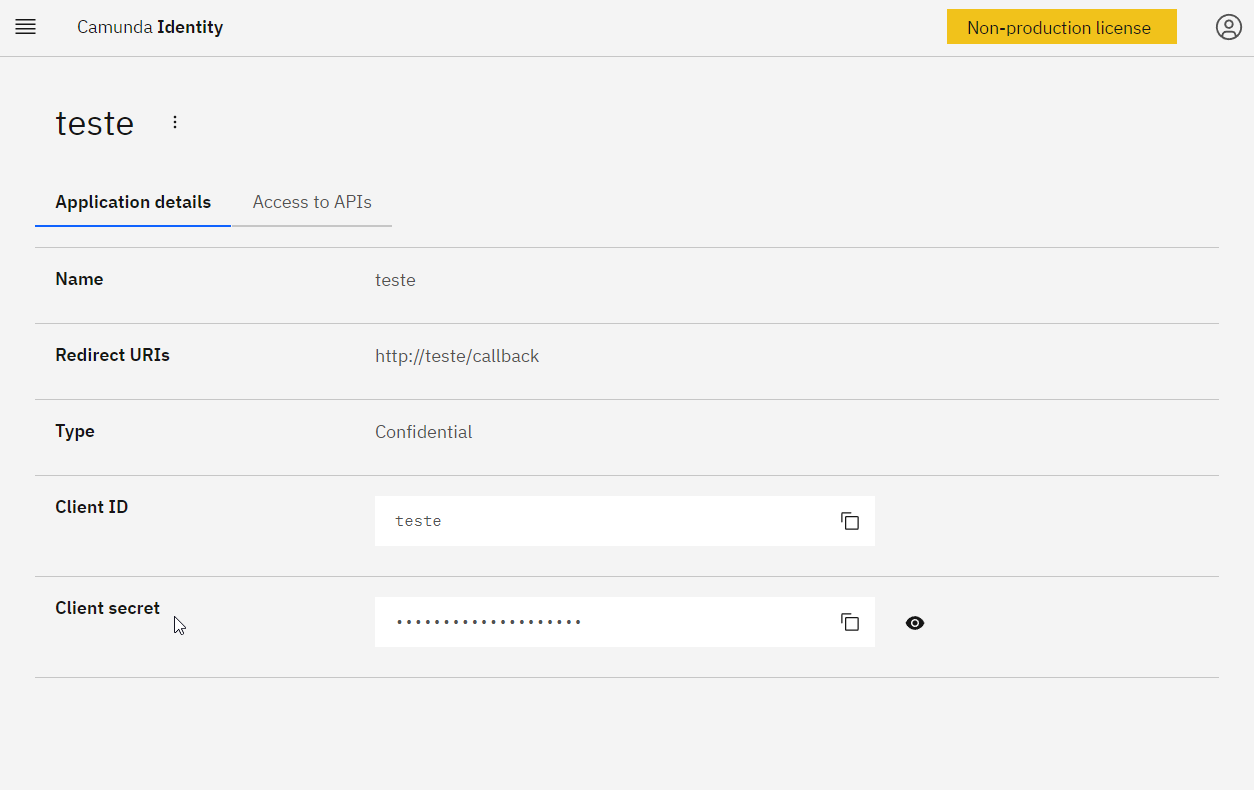 Camunda Identity
Non-production license
teste
Application details
Access to APIs
Name
teste
Redirect URIs
http://teste/callback
Type
Confidential
Client ID
teste
Client secret
••••••••••••••••••••